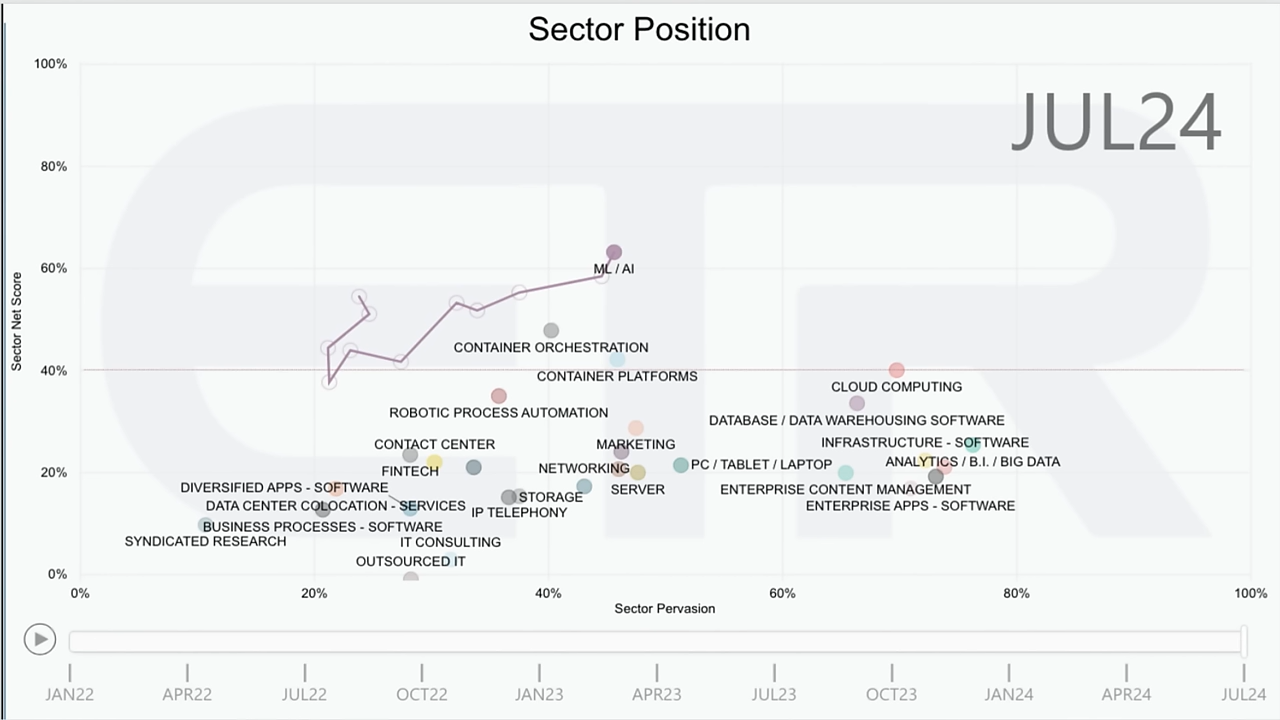 Sector Position
JUL24
100%
80%
60%
40%
20%
0%
Sector Net Score
ML / AI
CONTAINER ORCHESTRATION
CONTAINER PLATFORMS
CLOUD COMPUTING
ROBOTIC PROCESS AUTOMATION
DATABASE / DATA WAREHOUSING SOFTWARE
CONTACT CENTER
MARKETING
INFRASTRUCTURE - SOFTWARE
FINTECH
NETWORKING
PC / TABLET / LAPTOP
ANALYTICS / B.I. / BIG DATA
DIVERSIFIED APPS - SOFTWARE
SERVER
ENTERPRISE CONTENT MANAGEMENT
STORAGE
DATA CENTER COLOCATION - SERVICES
IP TELEPHONY
ENTERPRISE APPS - SOFTWARE
BUSINESS PROCESSES - SOFTWARE
SYNDICATED RESEARCH
IT CONSULTING
OUTSOURCED IT
0% 20% 40% 60% 80% 100%
Sector Pervasion
JAN22 APR22 JUL22 OCT22 JAN23 APR23 JUL23 OCT23 JAN24 APR24 JUL24
ETR